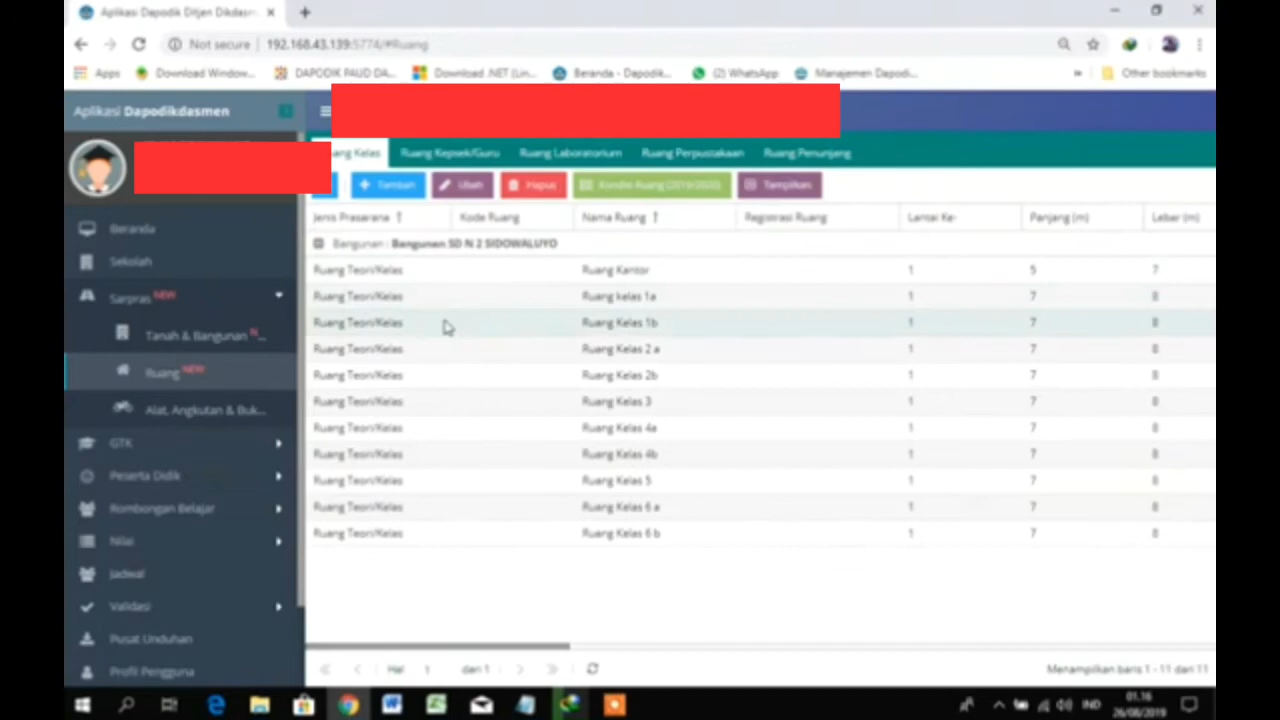 Aplikasi Dapodik Ditjen Dikdasm
Not secure | 192.168.43.139:5774/#Ruang
Apps Download Window... DAPODIK PAUD DA... Download .NET (Lin... Beranda - Dapodik... (2) WhatsApp Manajemen Dapodi... » Other bookmarks
Aplikasi Dapodikdasmen
ang Kelas Ruang Kepsek/Guru Ruang Laboratorium Ruang Perpustakaan Ruang Penunjang
Tambah Ubah Hapus Kondisi Ruang (2019/2020) Tampilkan
Jenis Prasarana Kode Ruang Nama Ruang Registrasi Ruang Lantai Ke- Panjang (m) Lebar (m)
Bangunan : Bangunan SD N 2 SIDOWALUYO
Ruang Teori/Kelas Ruang Kantor 1 5 7
Ruang Teori/Kelas Ruang kelas 1a 1 7 8
Ruang Teori/Kelas Ruang Kelas 1b 1 7 8
Ruang Teori/Kelas Ruang Kelas 2 a 1 7 8
Ruang Teori/Kelas Ruang Kelas 2b 1 7 8
Ruang Teori/Kelas Ruang Kelas 3 1 7 8
Ruang Teori/Kelas Ruang Kelas 4a 1 7 8
Ruang Teori/Kelas Ruang Kelas 4b 1 7 8
Ruang Teori/Kelas Ruang Kelas 5 1 7 8
Ruang Teori/Kelas Ruang Kelas 6 a 1 7 8
Ruang Teori/Kelas Ruang Kelas 6 b 1 7 8
Beranda
Sekolah
Sarpras NEW
Tanah & Bangunan N...
Ruang NEW
Alat, Angkutan & Buk...
GTK
Peserta Didik
Rombongan Belajar
Nilai
Jadwal
Validasi
Pusat Unduhan
Profil Pengguna
Hal 1 dari 1
Menampilkan baris 1 - 11 dari 11
IND
01.16
26/08/2019